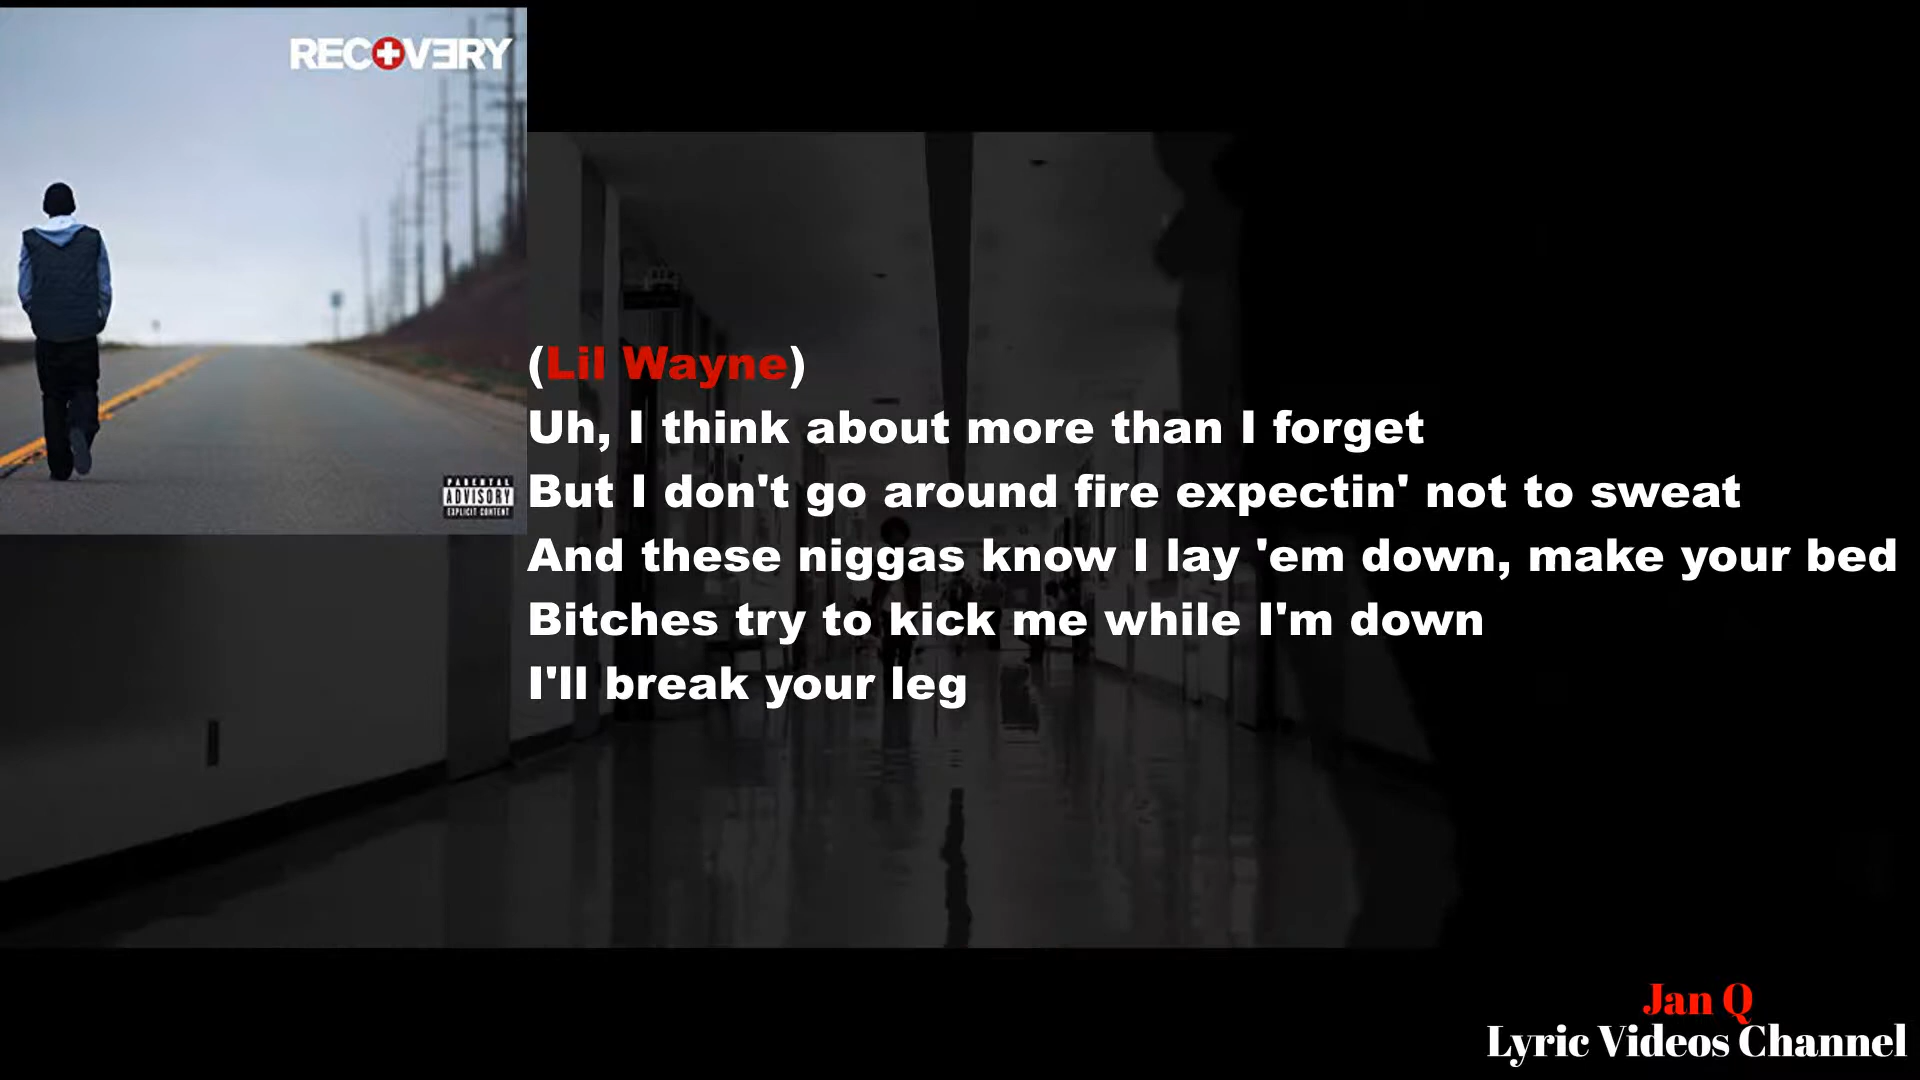 RECOVERY
PARENTAL
ADVISORY
EXPLICIT CONTENT
(Lil Wayne)
Uh, I think about more than I forget
But I don't go around fire expectin' not to sweat
And these niggas know I lay 'em down, make your bed
Bitches try to kick me while I'm down
I'll break your leg
Jan Q
Lyric Videos Channel